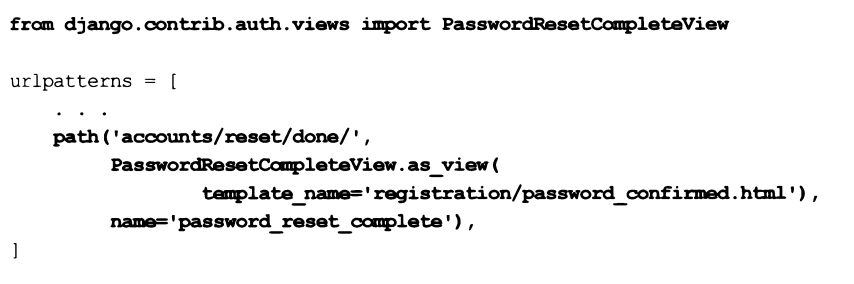 from django.contrib.auth.views import PasswordResetCompleteView
urlpatterns = [
. . .
path('accounts/reset/done/',
PasswordResetCompleteView.as_view(
template_name='registration/password_confirmed.html'),
name='password_reset_complete'),
]